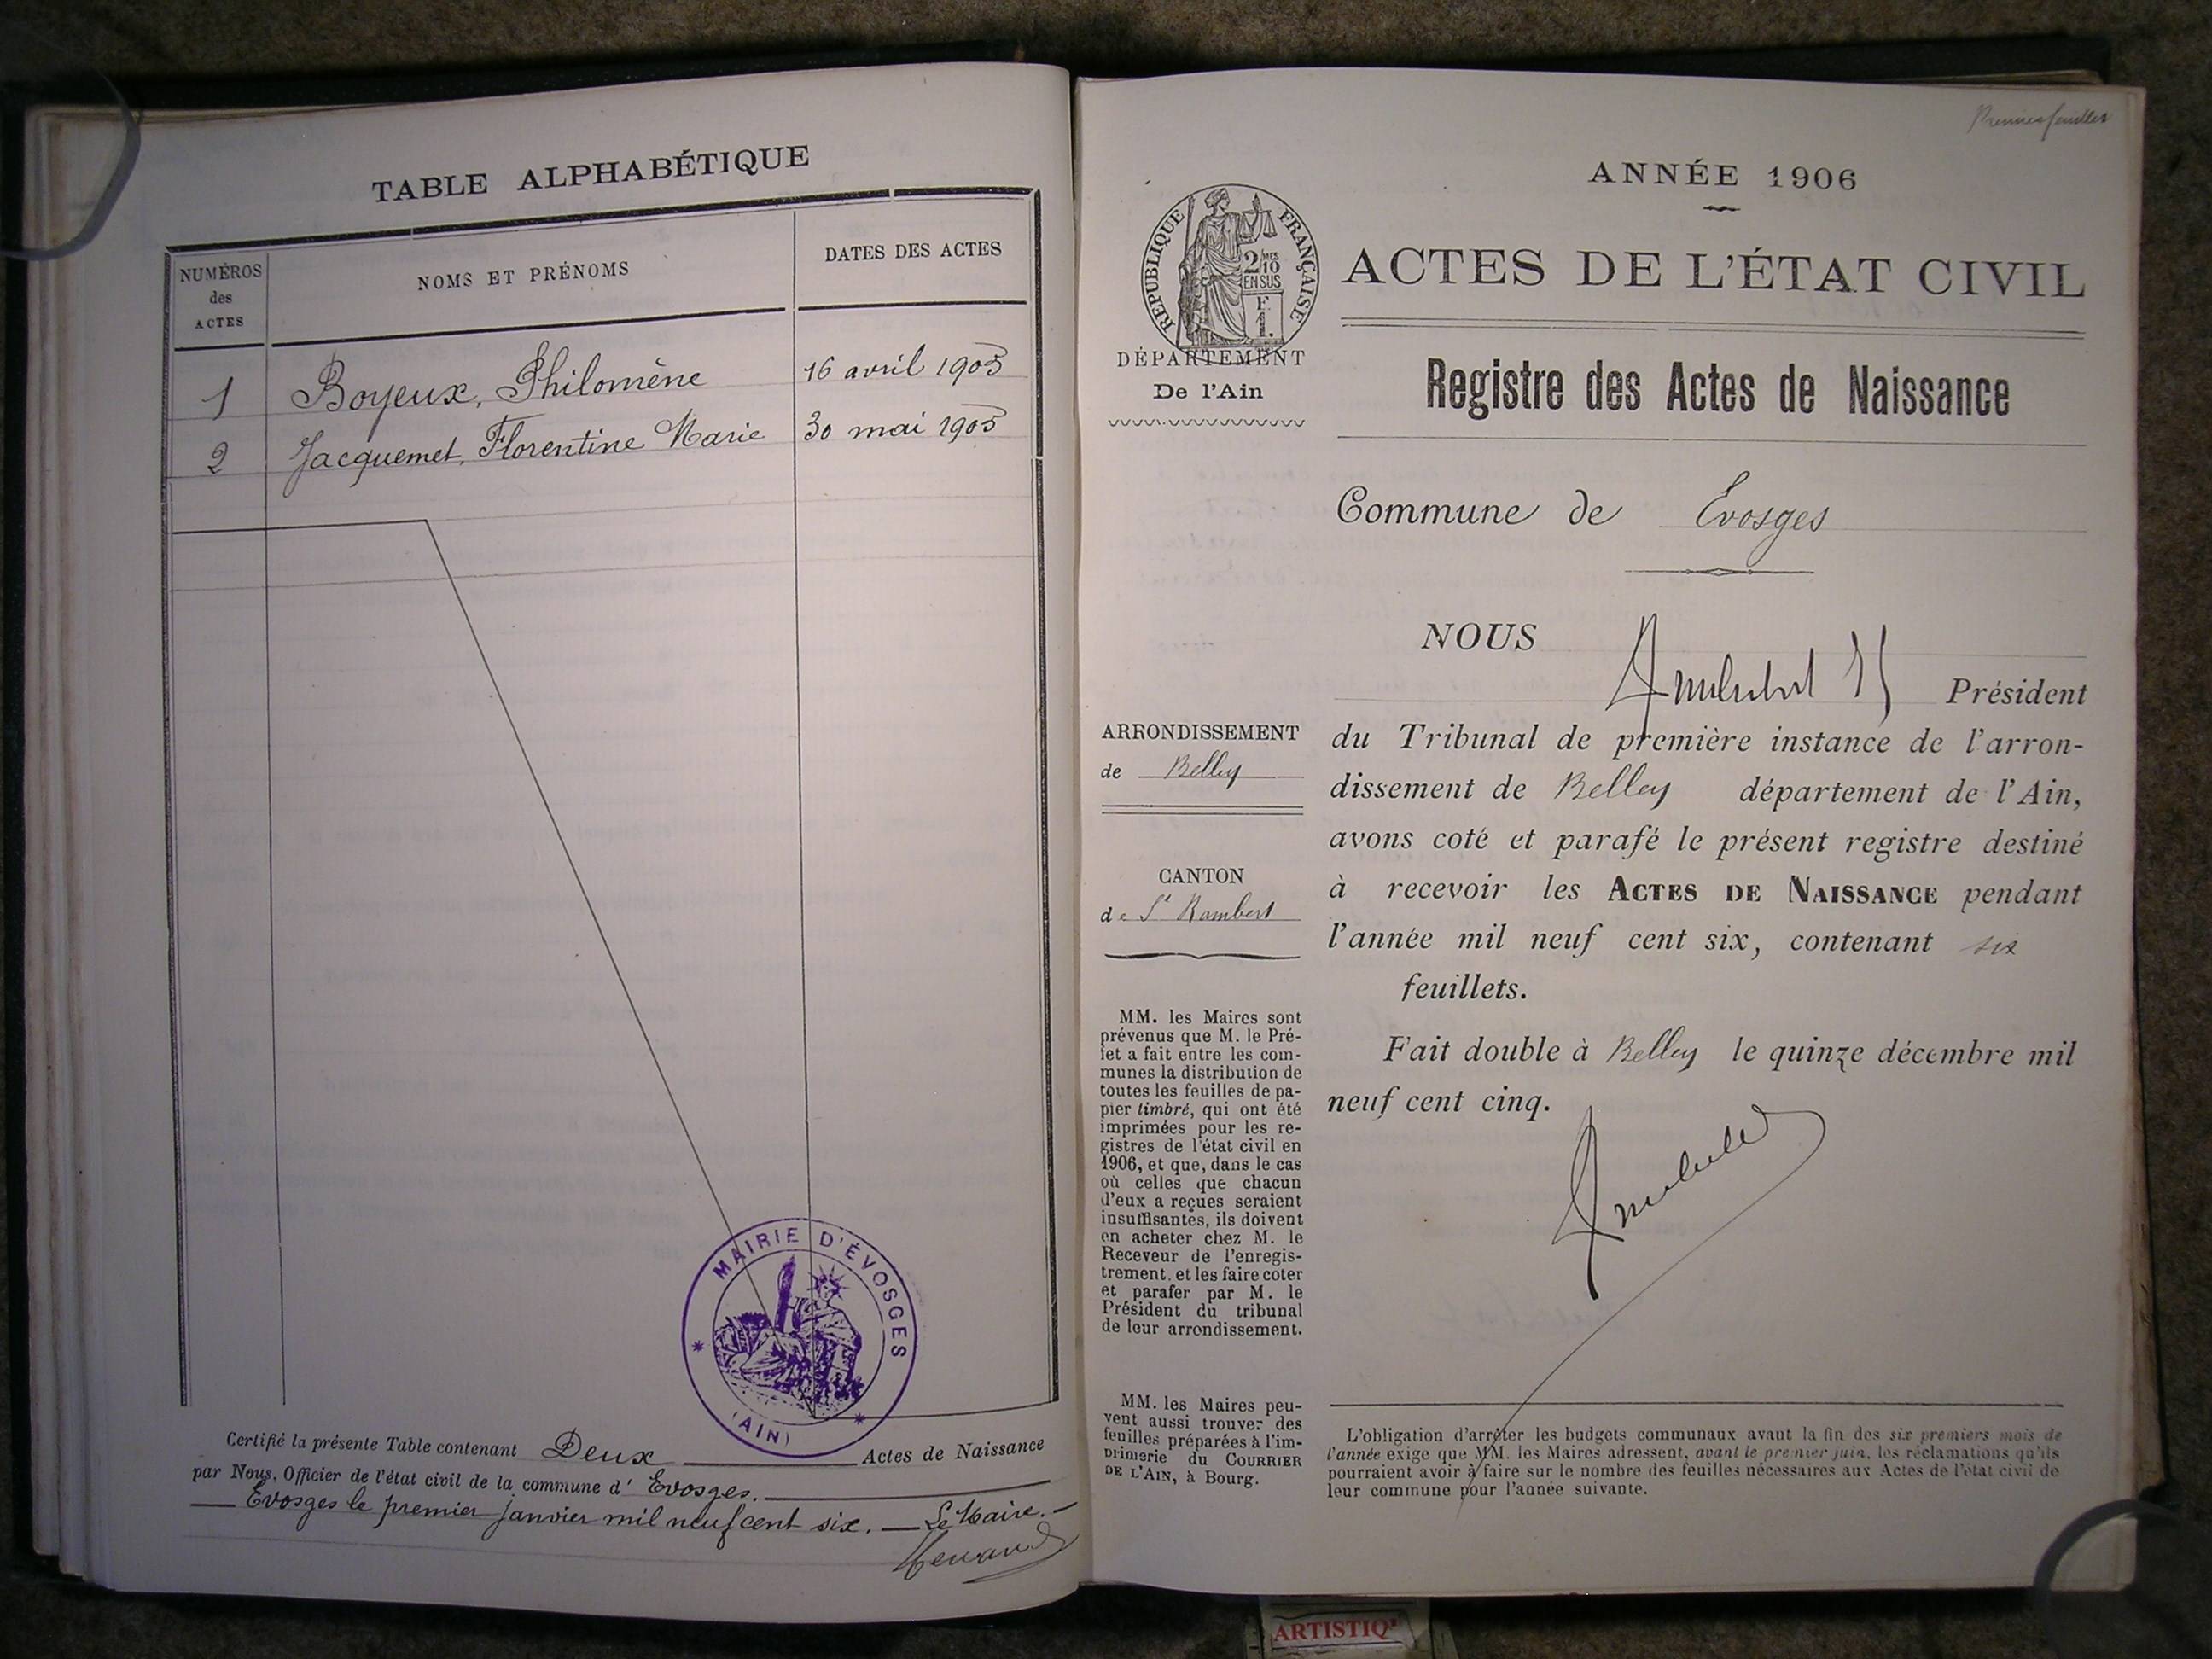 TABLE ALPHABÉTIQUE
NUMÉROS
des
ACTES
NOMS ET PRÉNOMS
DATES DES ACTES
1 Boyeux, Philomène 16 avril 1905
2 Jacquemet, Florentine Marie 30 mai 1905
MAIRIE D'ÉVOSGES
(AIN)
Certifié la présente Table contenant Deux Actes de Naissance
par Nous, Officier de l'état civil de la commune d' Evosges.
Evosges le premier janvier mil neuf cent six. — Le Maire. —
Premier feuillet
ANNÉE 1906
RÉPUBLIQUE FRANÇAISE
2/10 MES
EN SUS
F.
1.
ACTES DE L'ÉTAT CIVIL
DÉPARTEMENT
De l'Ain
Registre des Actes de Naissance
Commune de Évosges
NOUS
Président
du Tribunal de première instance de l'arron-
dissement de Belley département de l'Ain,
avons coté et parafé le présent registre destiné
à recevoir les ACTES DE NAISSANCE pendant
l'année mil neuf cent six, contenant six
feuillets.
Fait double à Belley le quinze décembre mil
neuf cent cinq.
ARRONDISSEMENT
de Belley
CANTON
de St Rambert
MM. les Maires sont
prévenus que M. le Pré-
fet a fait entre les com-
munes la distribution de
toutes les feuilles de pa-
pier timbré, qui ont été
imprimées pour les re-
gistres de l'état civil en
1906, et que, dans le cas
où celles que chacun
d'eux a reçues seraient
insuffisantes, ils doivent
en acheter chez M. le
Receveur de l'enregis-
trement, et les faire coter
et parafer par M. le
Président du tribunal
de leur arrondissement.
MM. les Maires peu-
vent aussi trouver des
feuilles préparées à l'im-
primerie du COURRIER
DE L'AIN, à Bourg.
L'obligation d'arrêter les budgets communaux avant la fin des six premiers mois de
l'année exige que MM. les Maires adressent, avant le premier juin, les réclamations qu'ils
pourraient avoir à faire sur le nombre des feuilles nécessaires aux Actes de l'état civil de
leur commune pour l'année suivante.
ARTISTIQ